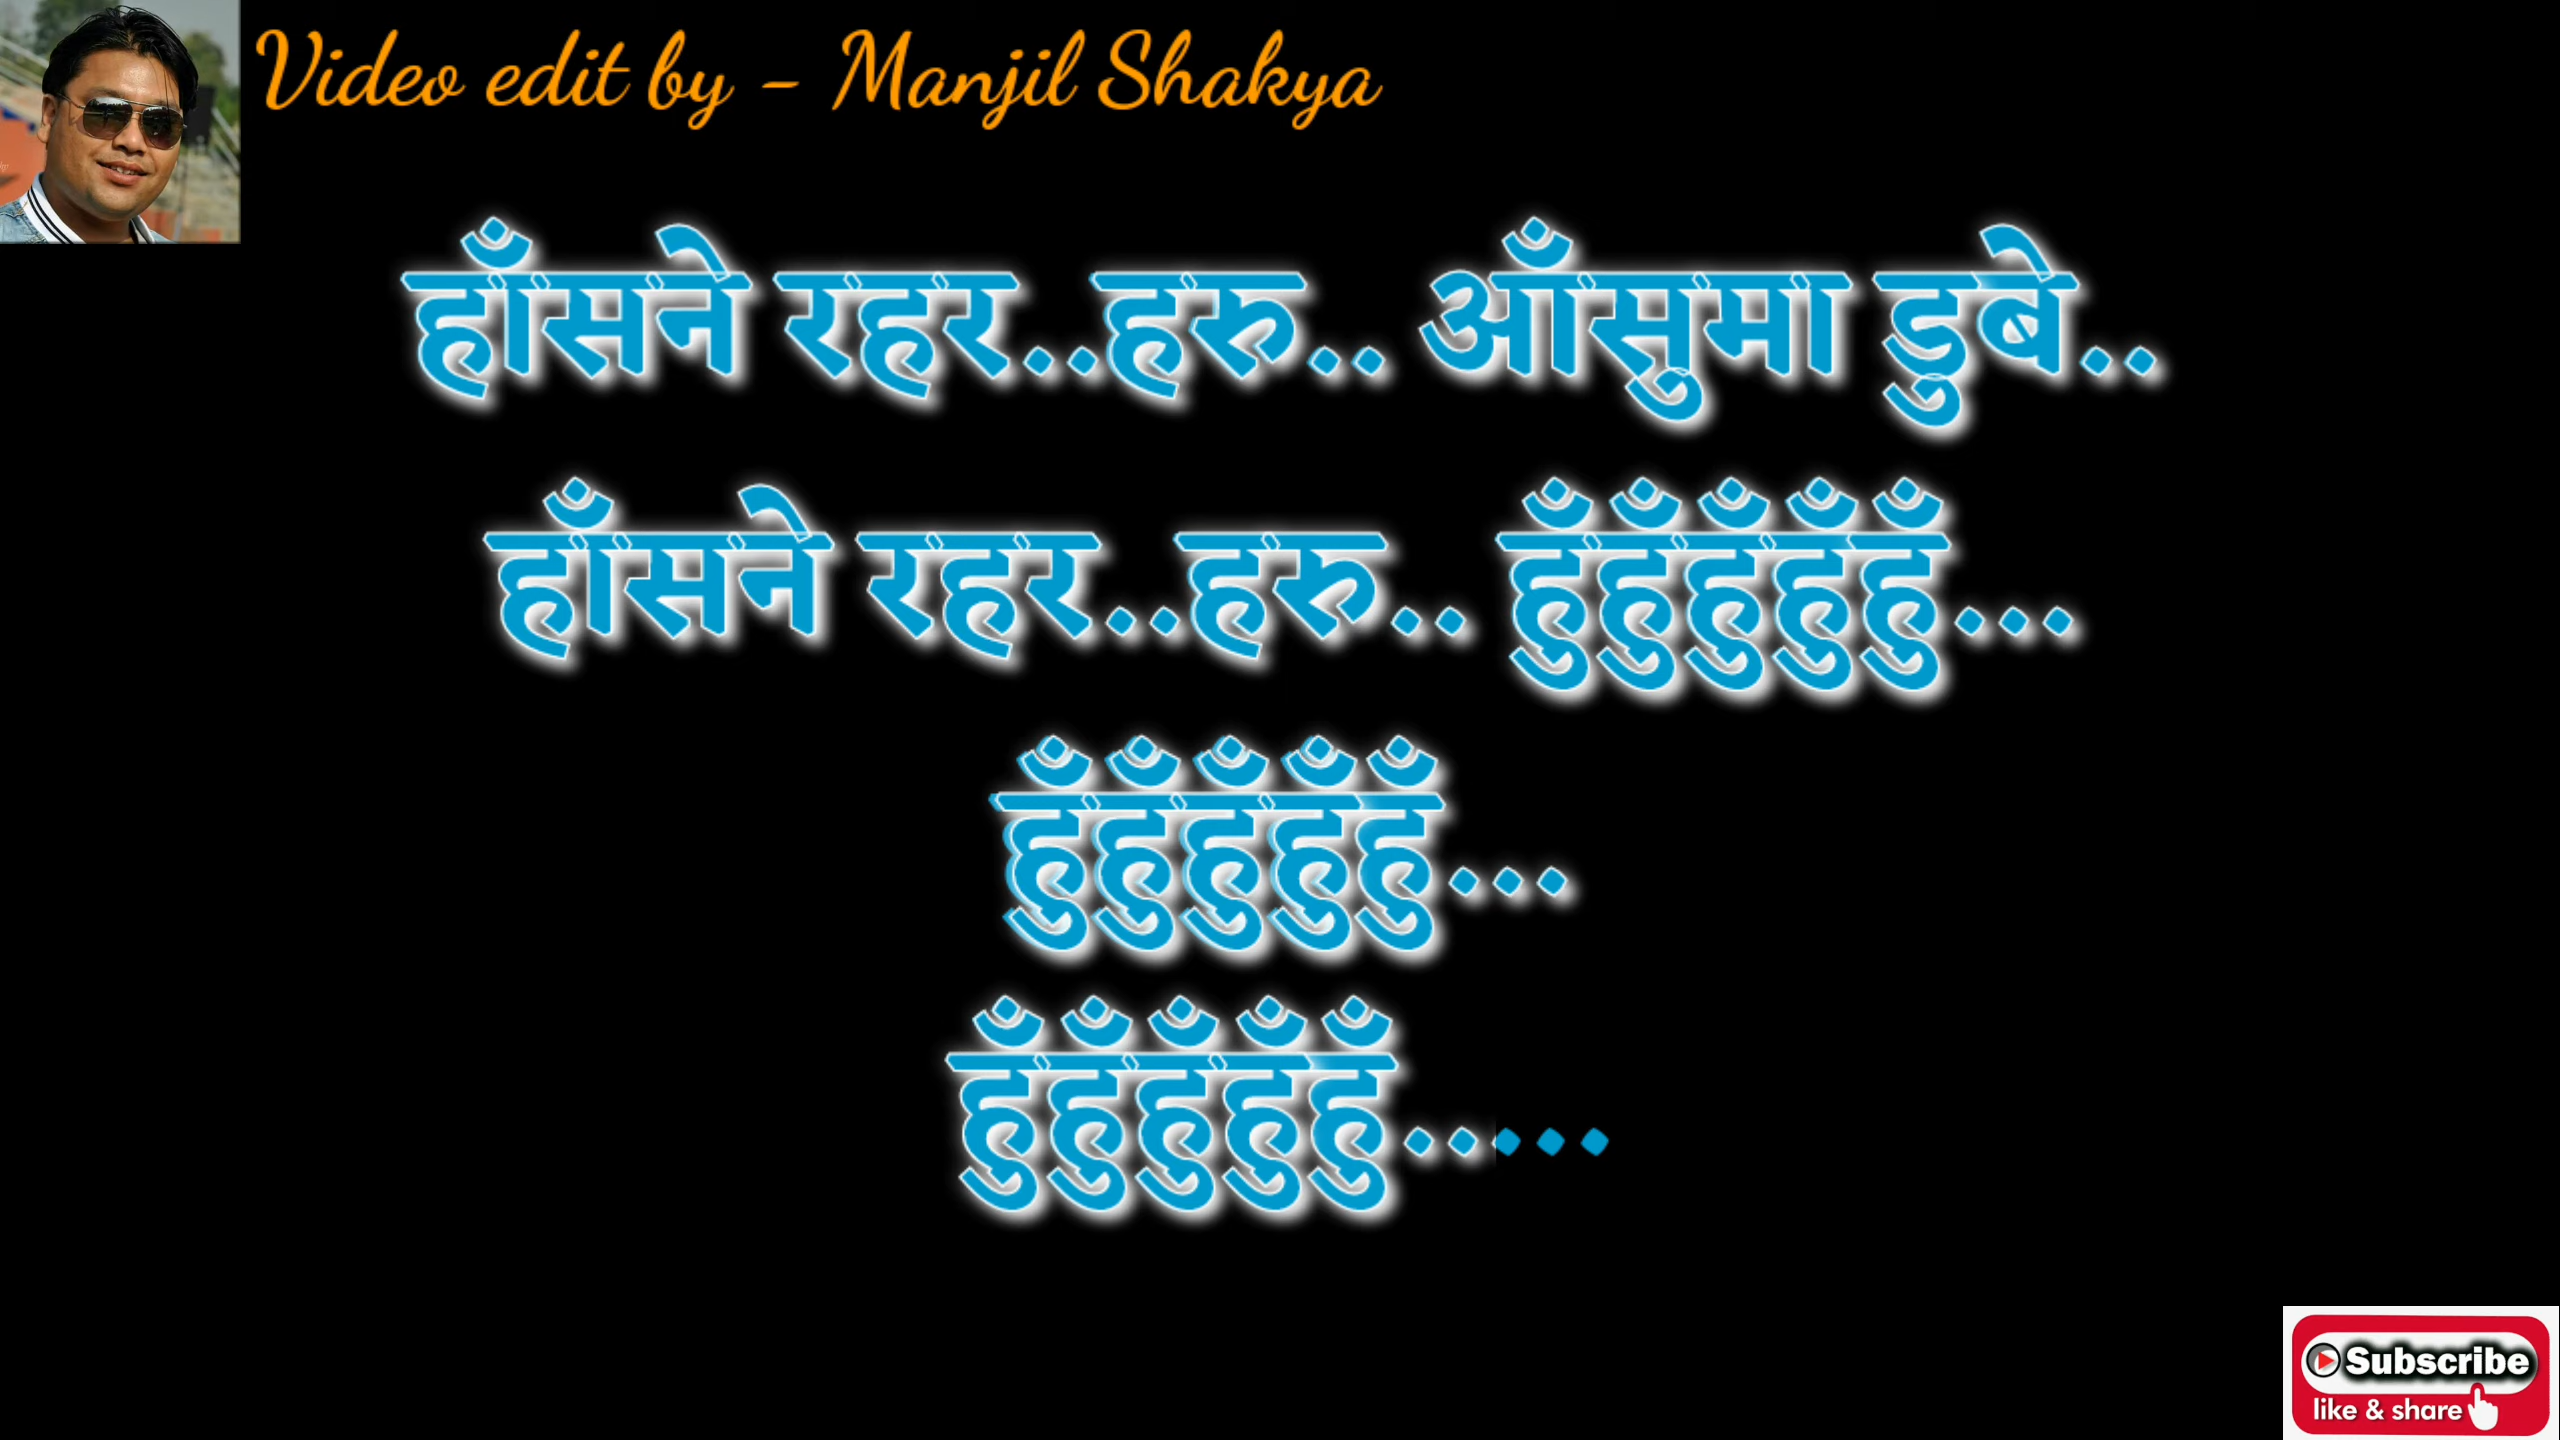 Video edit by - Manjil Shakya
हाँसने रहर..हरु.. आँसुमा डुबे..
हाँसने रहर..हरु.. हुँहुँहुँहुँहुँ...
हुँहुँहुँहुँहुँ...
हुँहुँहुँहुँहुँ.....
Subscribe
like & share